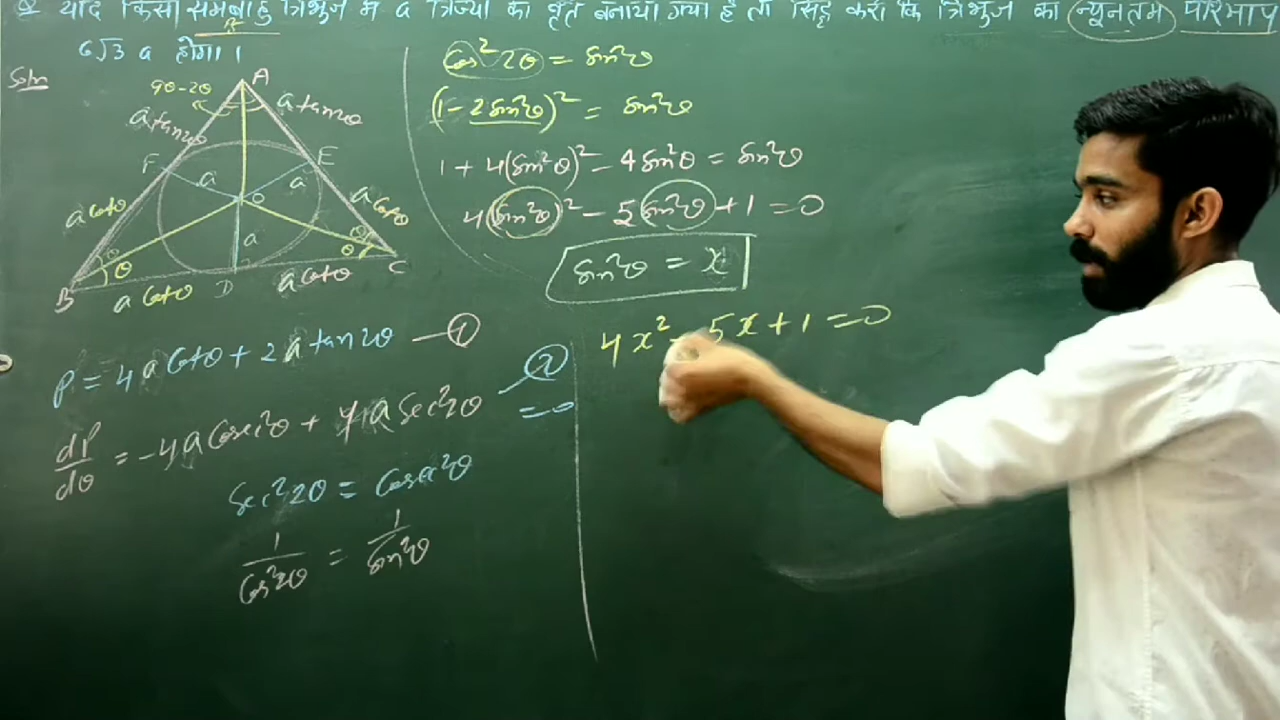 Q यदि किसी समबाहु त्रिभुज में a त्रिज्या का वृत बनाया गया है तो सिद्ध करो कि त्रिभुज का न्यूनतम परिमाप
6√3 a होगा।
Soln
90-2θ
A
a tan2θ
a tan2θ
F
E
a
a
O
a cotθ
a cotθ
a
θ
θ
θ
θ
B
a cotθ
D
a cotθ
C
P = 4a cotθ + 2a tan2θ —①
dP/dθ = -4a cosec²θ + 4a sec²2θ = 0 —②
sec²2θ = cosec²θ
1/cos²2θ = 1/sin²θ
cos²2θ = sin²θ
(1-2sin²θ)² = sin²θ
1 + 4(sin²θ)² - 4sin²θ = sin²θ
4(sin²θ)² - 5(sin²θ) + 1 = 0
sin²θ = x
4x² - 5x + 1 = 0